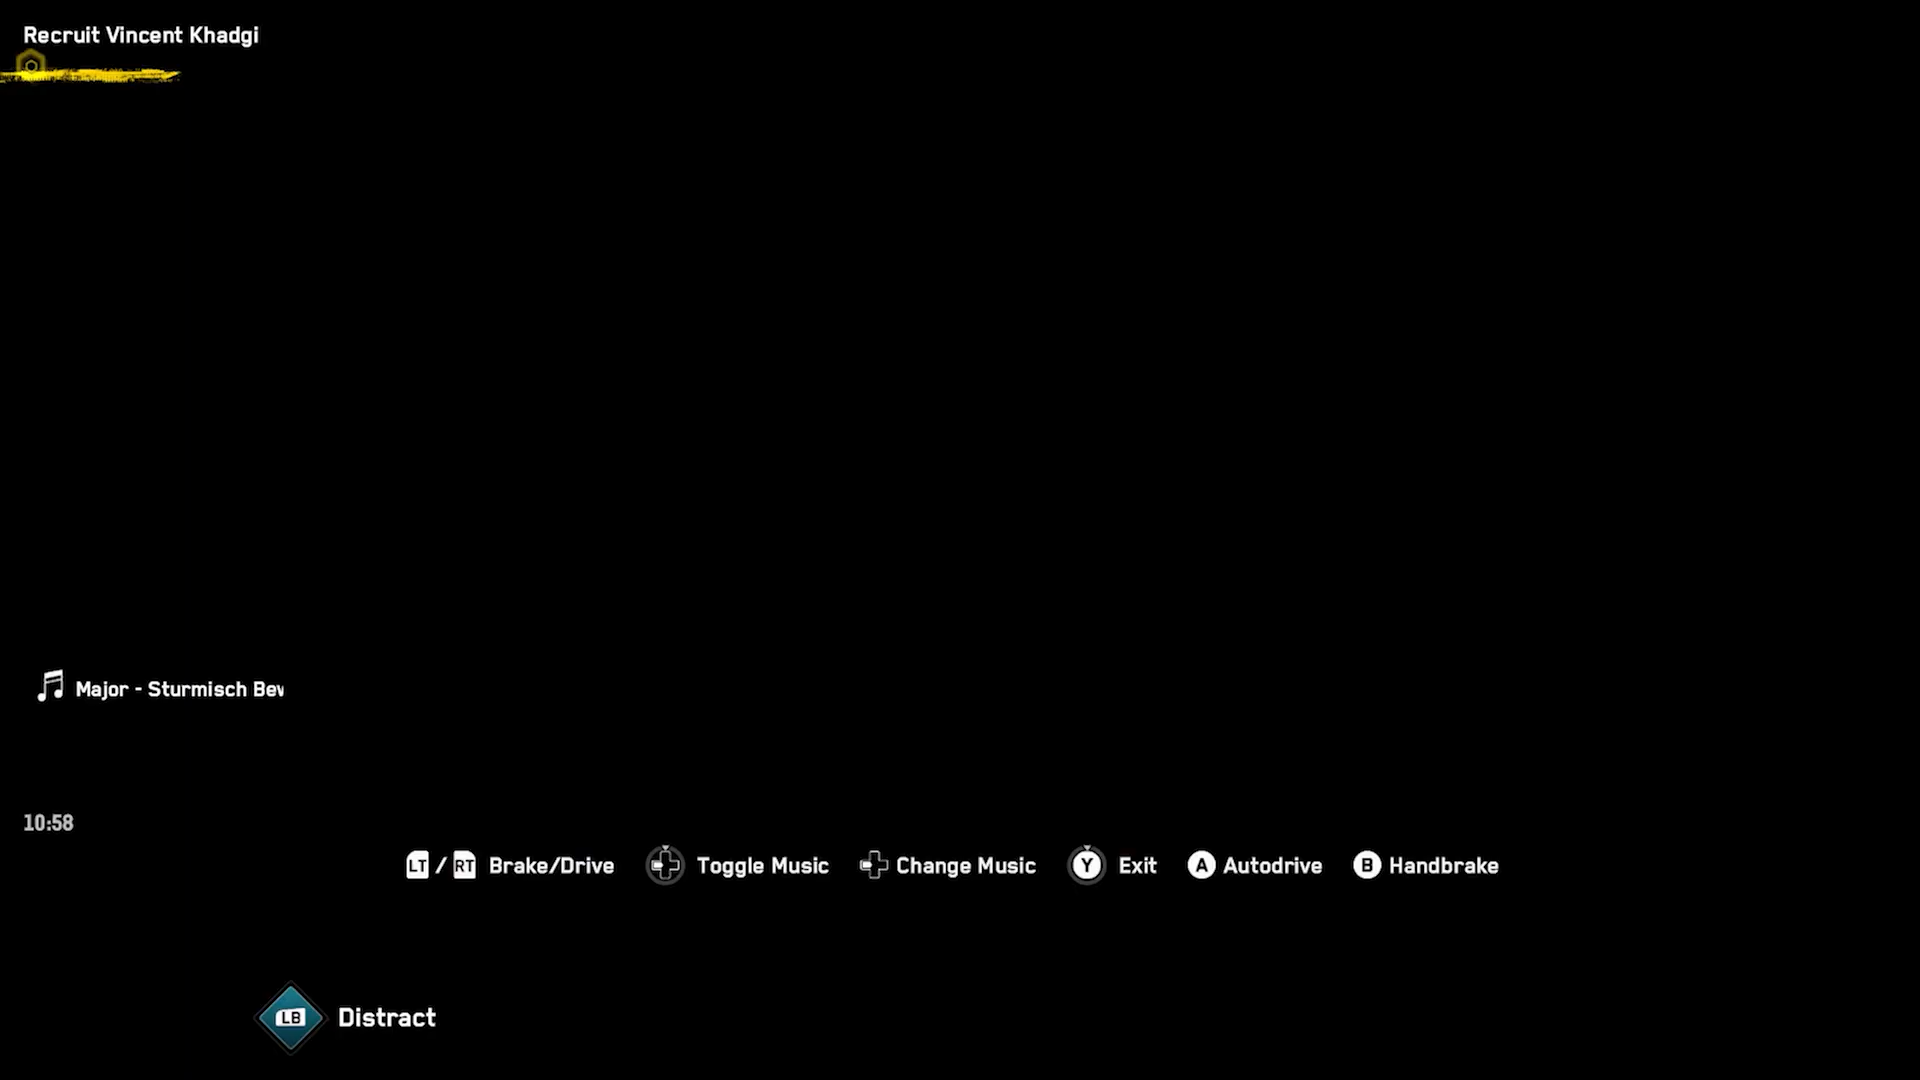 Recruit Vincent Khadgi
Major - Sturmisch Bev
10:58
LT / RT Brake/Drive Toggle Music Change Music Y Exit A Autodrive B Handbrake
LB Distract